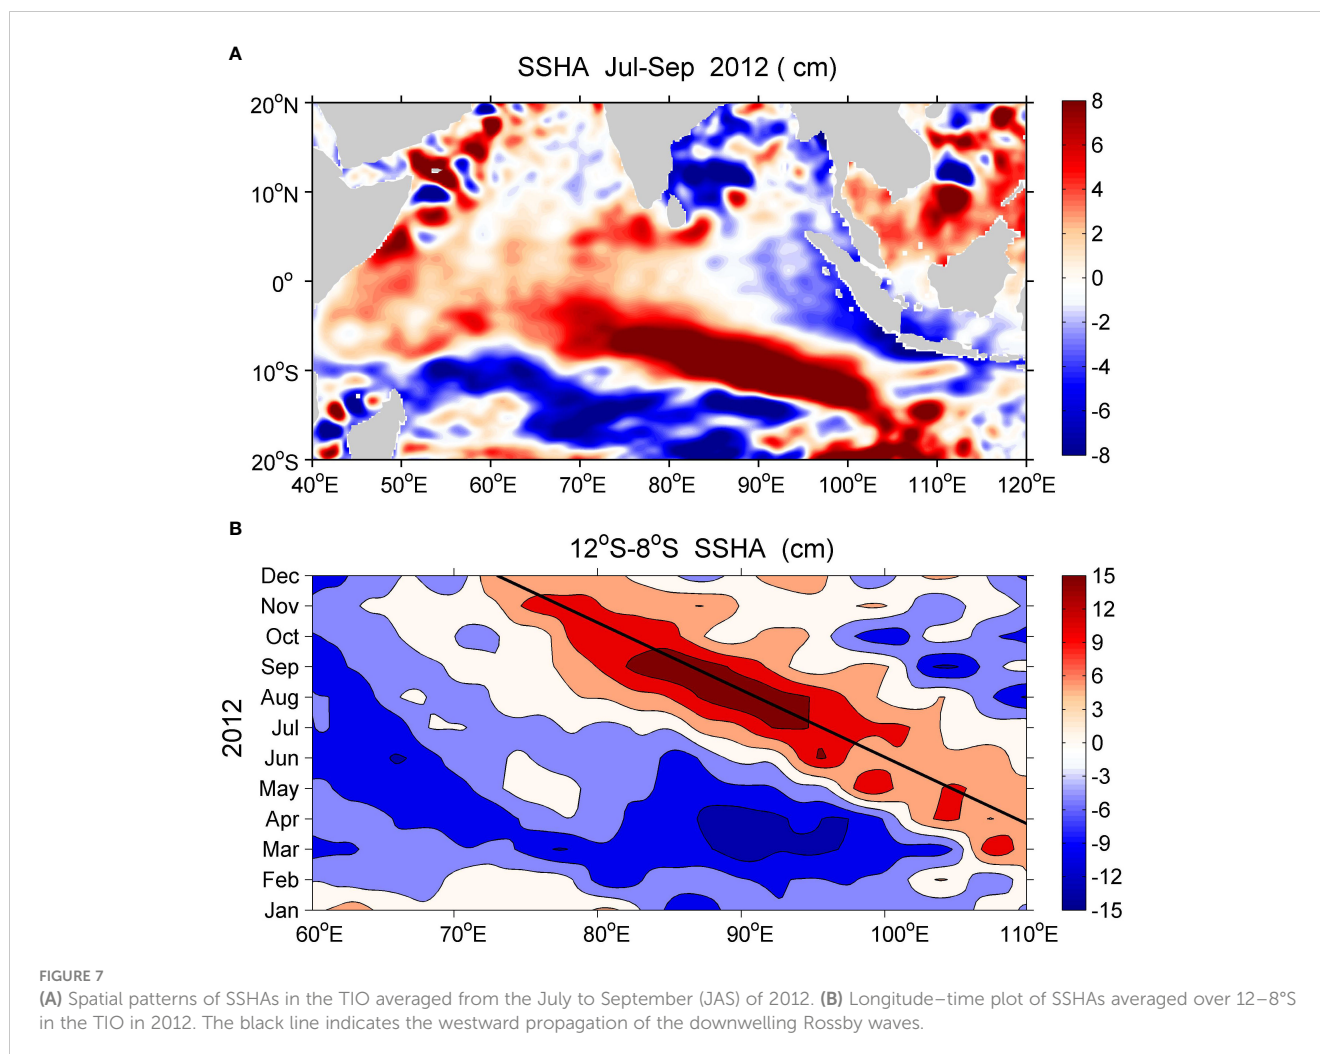 A
SSHA Jul-Sep 2012 ( cm)
20°N
10°N
0°
10°S
20°S
40°E 50°E 60°E 70°E 80°E 90°E 100°E 110°E 120°E
8
6
4
2
0
-2
-4
-6
-8
B
12°S-8°S SSHA (cm)
2012
Dec
Nov
Oct
Sep
Aug
Jul
Jun
May
Apr
Mar
Feb
Jan
60°E 70°E 80°E 90°E 100°E 110°E
15
12
9
6
3
0
-3
-6
-9
-12
-15
FIGURE 7
(A) Spatial patterns of SSHAs in the TIO averaged from the July to September (JAS) of 2012. (B) Longitude–time plot of SSHAs averaged over 12–8°S
in the TIO in 2012. The black line indicates the westward propagation of the downwelling Rossby waves.